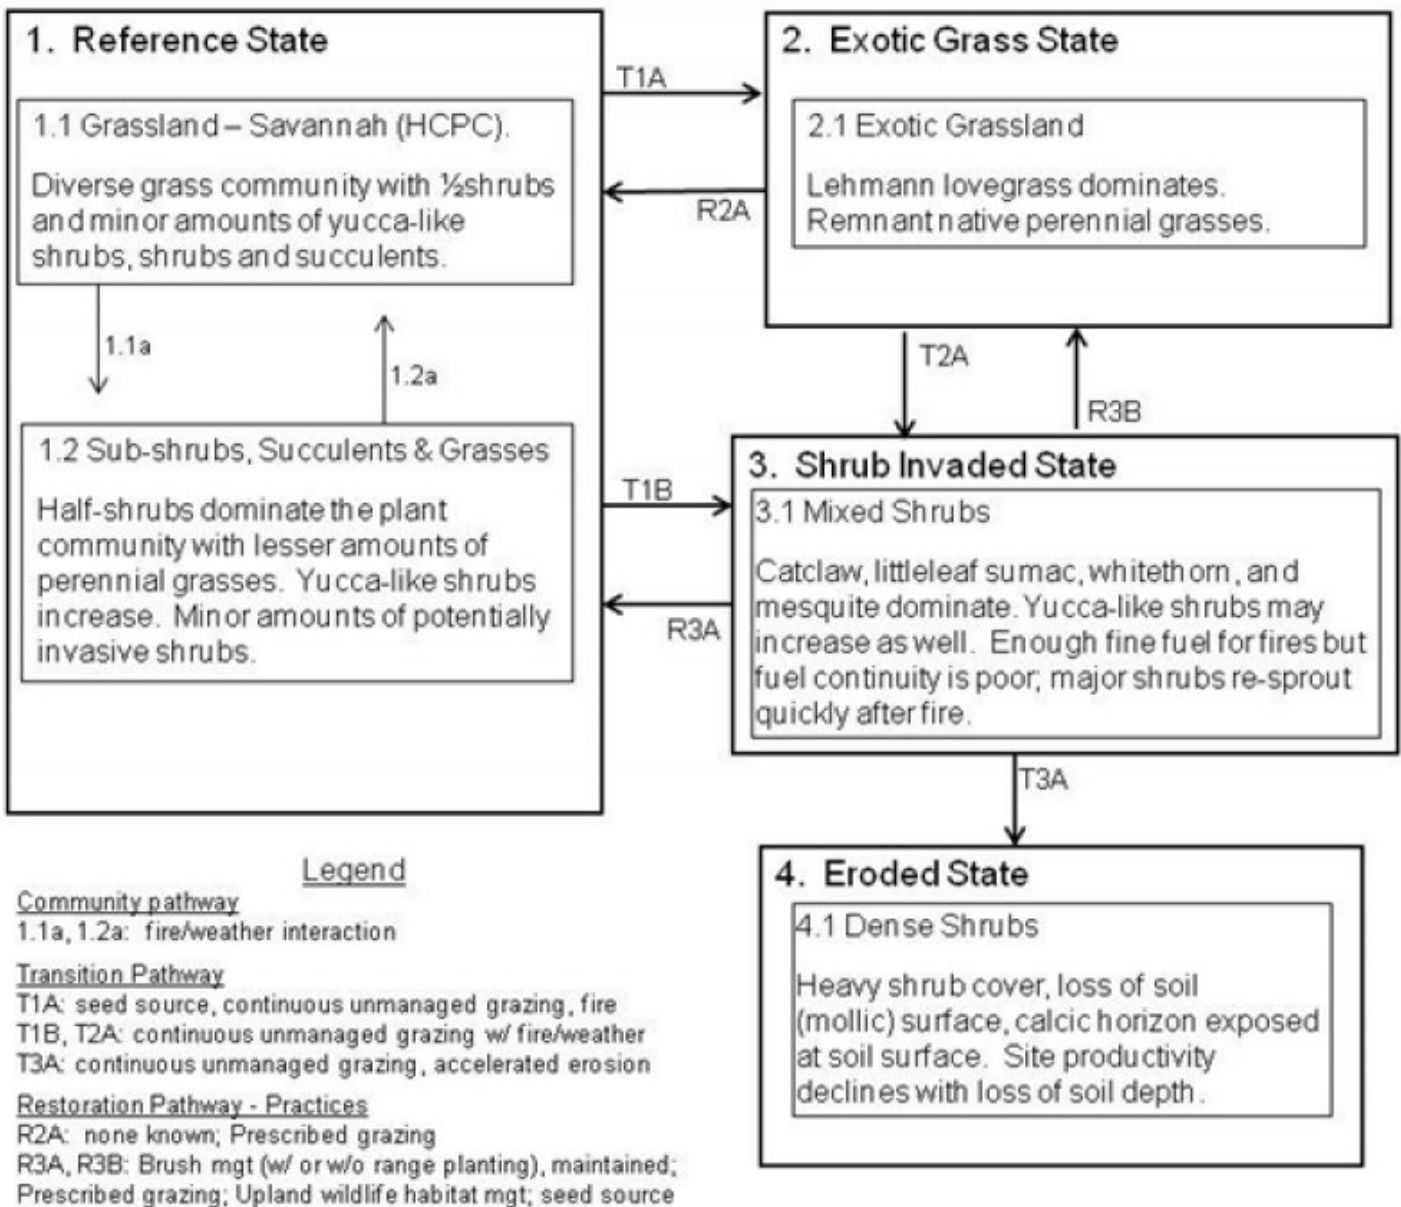 1. Reference State
1.1 Grassland – Savannah (HCPC).
Diverse grass community with ½shrubs
and minor amounts of yucca-like
shrubs, shrubs and succulents.
1.1a
1.2a
1.2 Sub-shrubs, Succulents & Grasses
Half-shrubs dominate the plant
community with lesser amounts of
perennial grasses. Yucca-like shrubs
increase. Minor amounts of potentially
invasive shrubs.
T1A
R2A
2. Exotic Grass State
2.1 Exotic Grassland
Lehmann lovegrass dominates.
Remnant native perennial grasses.
T2A
R3B
T1B
R3A
3. Shrub Invaded State
3.1 Mixed Shrubs
Catclaw, littleleaf sumac, whitethorn, and
mesquite dominate. Yucca-like shrubs may
increase as well. Enough fine fuel for fires but
fuel continuity is poor; major shrubs re-sprout
quickly after fire.
T3A
4. Eroded State
4.1 Dense Shrubs
Heavy shrub cover, loss of soil
(mollic) surface, calcic horizon exposed
at soil surface. Site productivity
declines with loss of soil depth.
Legend
Community pathway
1.1a, 1.2a: fire/weather interaction
Transition Pathway
T1A: seed source, continuous unmanaged grazing, fire
T1B, T2A: continuous unmanaged grazing w/ fire/weather
T3A: continuous unmanaged grazing, accelerated erosion
Restoration Pathway - Practices
R2A: none known; Prescribed grazing
R3A, R3B: Brush mgt (w/ or w/o range planting), maintained;
Prescribed grazing; Upland wildlife habitat mgt; seed source